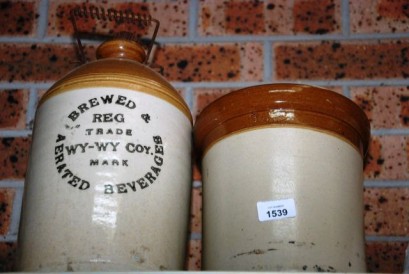 BREWED &
AERATED BEVERAGES
REG
TRADE
WY-WY COY.
MARK
1539